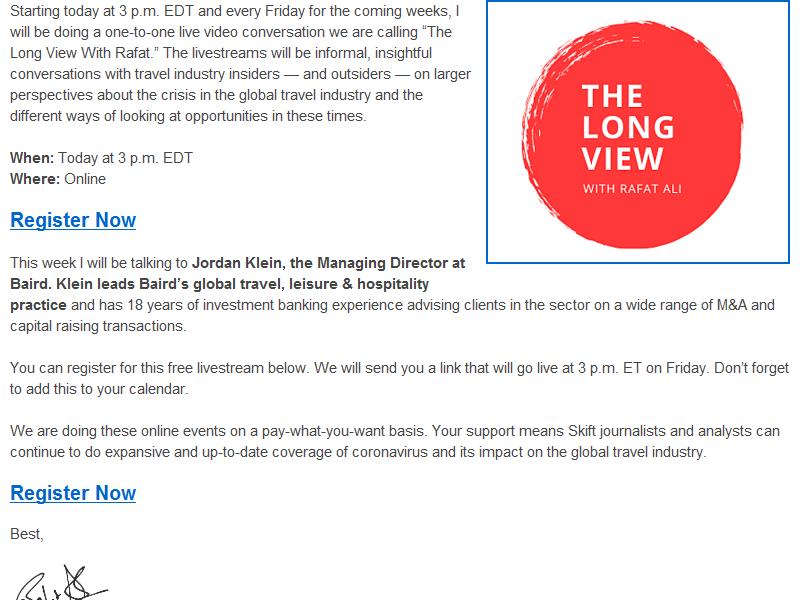 Starting today at 3 p.m. EDT and every Friday for the coming weeks, I
will be doing a one-to-one live video conversation we are calling “The
Long View With Rafat.” The livestreams will be informal, insightful
conversations with travel industry insiders — and outsiders — on larger
perspectives about the crisis in the global travel industry and the
different ways of looking at opportunities in these times.
THE
LONG
VIEW
WITH RAFAT ALI
When: Today at 3 p.m. EDT
Where: Online
Register Now
This week I will be talking to Jordan Klein, the Managing Director at
Baird. Klein leads Baird’s global travel, leisure & hospitality
practice and has 18 years of investment banking experience advising clients in the sector on a wide range of M&A and
capital raising transactions.
You can register for this free livestream below. We will send you a link that will go live at 3 p.m. ET on Friday. Don’t forget
to add this to your calendar.
We are doing these online events on a pay-what-you-want basis. Your support means Skift journalists and analysts can
continue to do expansive and up-to-date coverage of coronavirus and its impact on the global travel industry.
Register Now
Best,